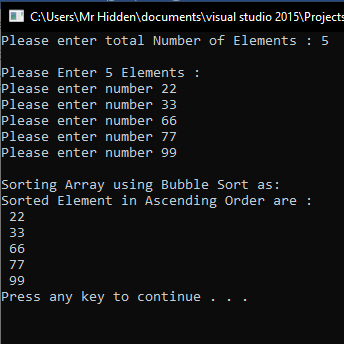 C:\Users\Mr Hidden\documents\visual studio 2015\Projects
Please enter total Number of Elements : 5
Please Enter 5 Elements :
Please enter number 22
Please enter number 33
Please enter number 66
Please enter number 77
Please enter number 99
Sorting Array using Bubble Sort as:
Sorted Element in Ascending Order are :
22
33
66
77
99
Press any key to continue . . .